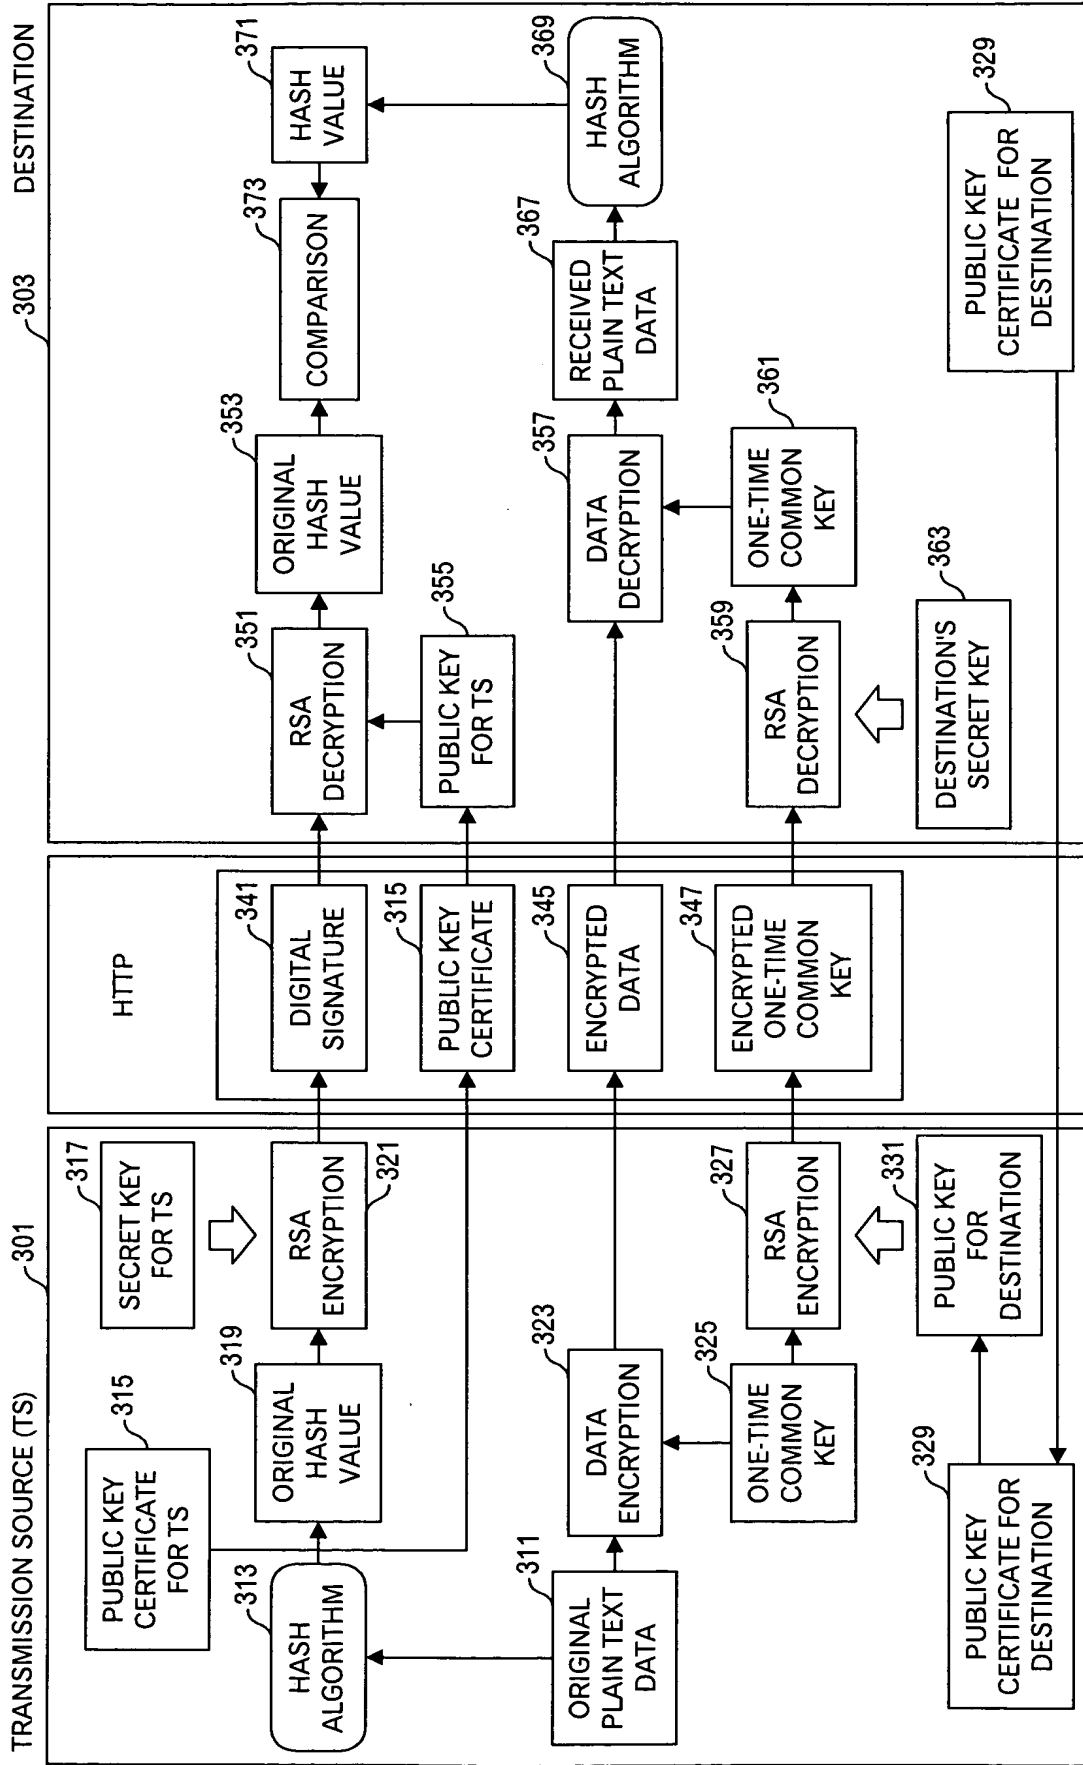 TRANSMISSION SOURCE (TS)
301
HTTP
303
DESTINATION
PUBLIC KEY
CERTIFICATE
FOR TS
315
SECRET KEY
FOR TS
317
HASH
ALGORITHM
313
ORIGINAL
HASH
VALUE
319
RSA
ENCRYPTION
321
DIGITAL
SIGNATURE
341
RSA
DECRYPTION
351
ORIGINAL
HASH
VALUE
353
COMPARISON
373
HASH
VALUE
371
PUBLIC KEY
CERTIFICATE
315
PUBLIC KEY
FOR TS
355
ORIGINAL
PLAIN TEXT
DATA
311
DATA
ENCRYPTION
323
ENCRYPTED
DATA
345
DATA
DECRYPTION
357
RECEIVED
PLAIN TEXT
DATA
367
HASH
ALGORITHM
369
ONE-TIME
COMMON
KEY
325
RSA
ENCRYPTION
327
ENCRYPTED
ONE-TIME
COMMON
KEY
347
RSA
DECRYPTION
359
ONE-TIME
COMMON
KEY
361
PUBLIC KEY
CERTIFICATE FOR
DESTINATION
329
PUBLIC KEY
FOR
DESTINATION
331
DESTINATION'S
SECRET KEY
363
PUBLIC KEY
CERTIFICATE FOR
DESTINATION
329